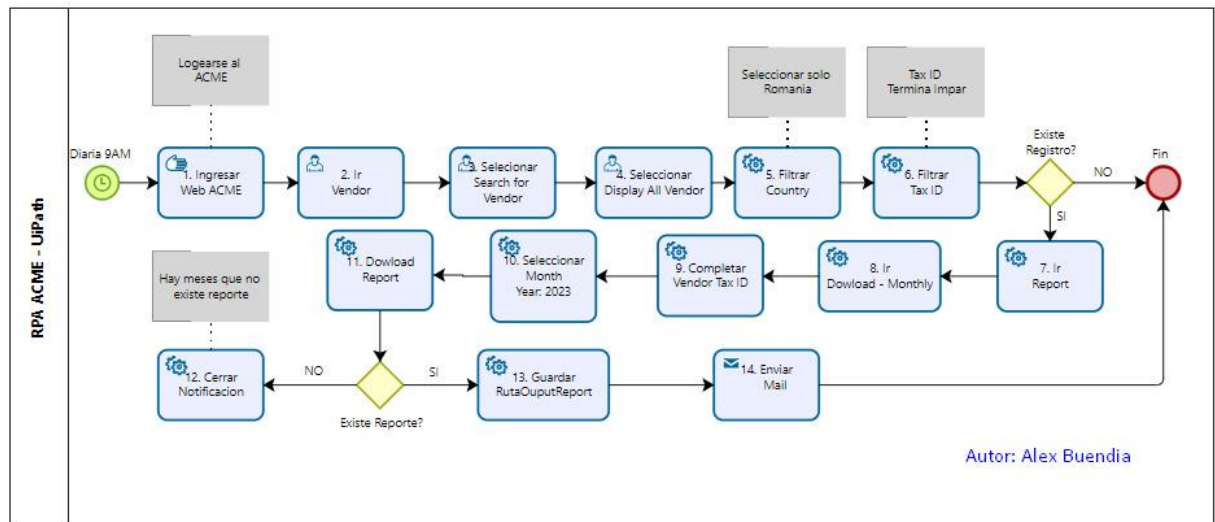 RPA ACME - UiPath
Logearse al
ACME
Seleccionar solo
Romania
Tax ID
Termina Impar
Diaria 9AM
1. Ingresar
Web ACME
2. Ir
Vendor
3. Selecionar
Search for
Vendor
4. Seleccionar
Display All Vendor
5. Filtrar
Country
6. Filtrar
Tax ID
Existe
Registro?
NO
Fin
SI
7. Ir
Report
8. Ir
Dowload - Monthly
9. Completar
Vendor Tax ID
10. Seleccionar
Month
Year: 2023
11. Dowload
Report
Hay meses que no
existe reporte
12. Cerrar
Notificacion
NO
Existe Reporte?
SI
13. Guardar
RutaOuputReport
14. Enviar
Mail
Autor: Alex Buendia